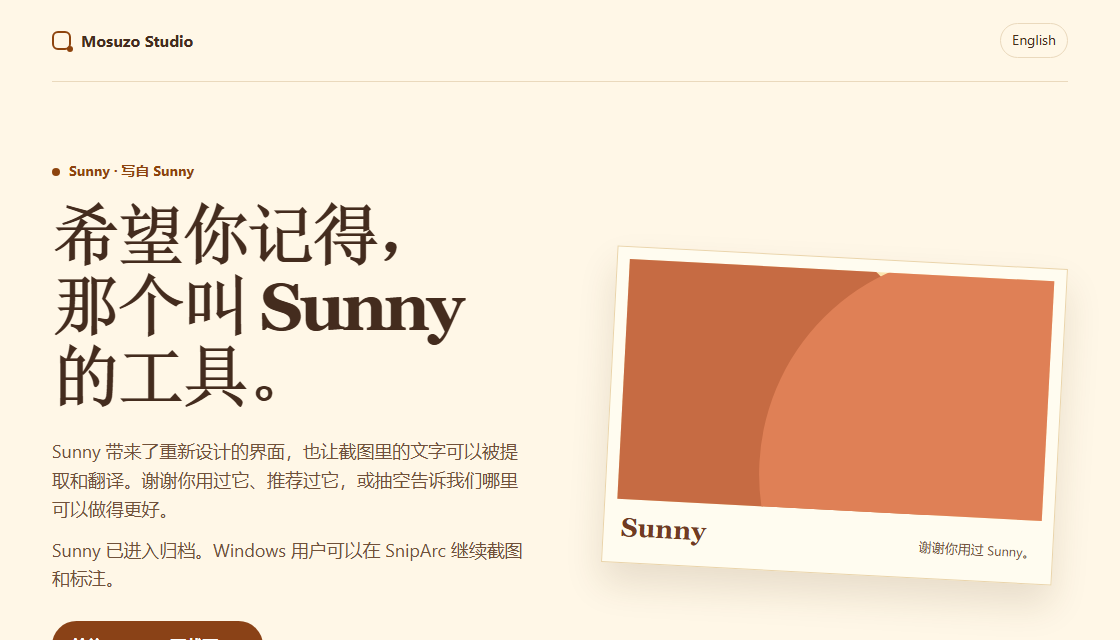 Mosuzo Studio
English
Sunny · 写自 Sunny
希望你记得，
那个叫 Sunny
的工具。
Sunny 带来了重新设计的界面，也让截图里的文字可以被提
取和翻译。谢谢你用过它、推荐过它，或抽空告诉我们哪里
可以做得更好。
Sunny 已进入归档。Windows 用户可以在 SnipArc 继续截图
和标注。
Sunny
谢谢你用过 Sunny。